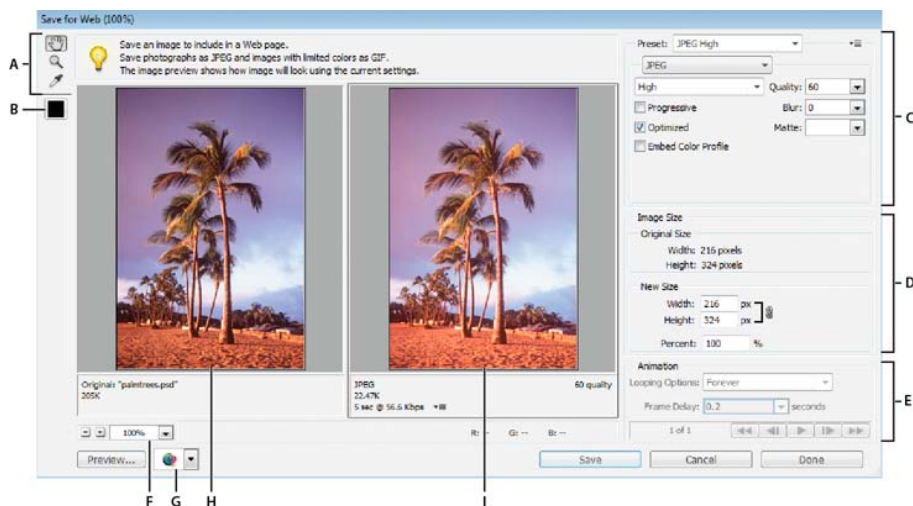 Save for Web (100%)
A
Save an image to include in a Web page.
Save photographs as JPEG and images with limited colors as GIF.
The image preview shows how image will look using the current settings.
B
Preset: JPEG High
JPEG
High Quality: 60
Progressive Blur: 0
Optimized Matte:
Embed Color Profile
C
Image Size
Original Size
Width: 216 pixels
Height: 324 pixels
New Size
Width: 216 px
Height: 324 px
Percent: 100 %
D
Animation
Looping Options: Forever
Frame Delay: 0.2 seconds
1 of 1
E
Original: "palmtrees.psd"
205K
JPEG 60 quality
22.47K
5 sec @ 56.6 Kbps
100% R: -- G: -- B: --
Preview... Save Cancel Done
F G H I